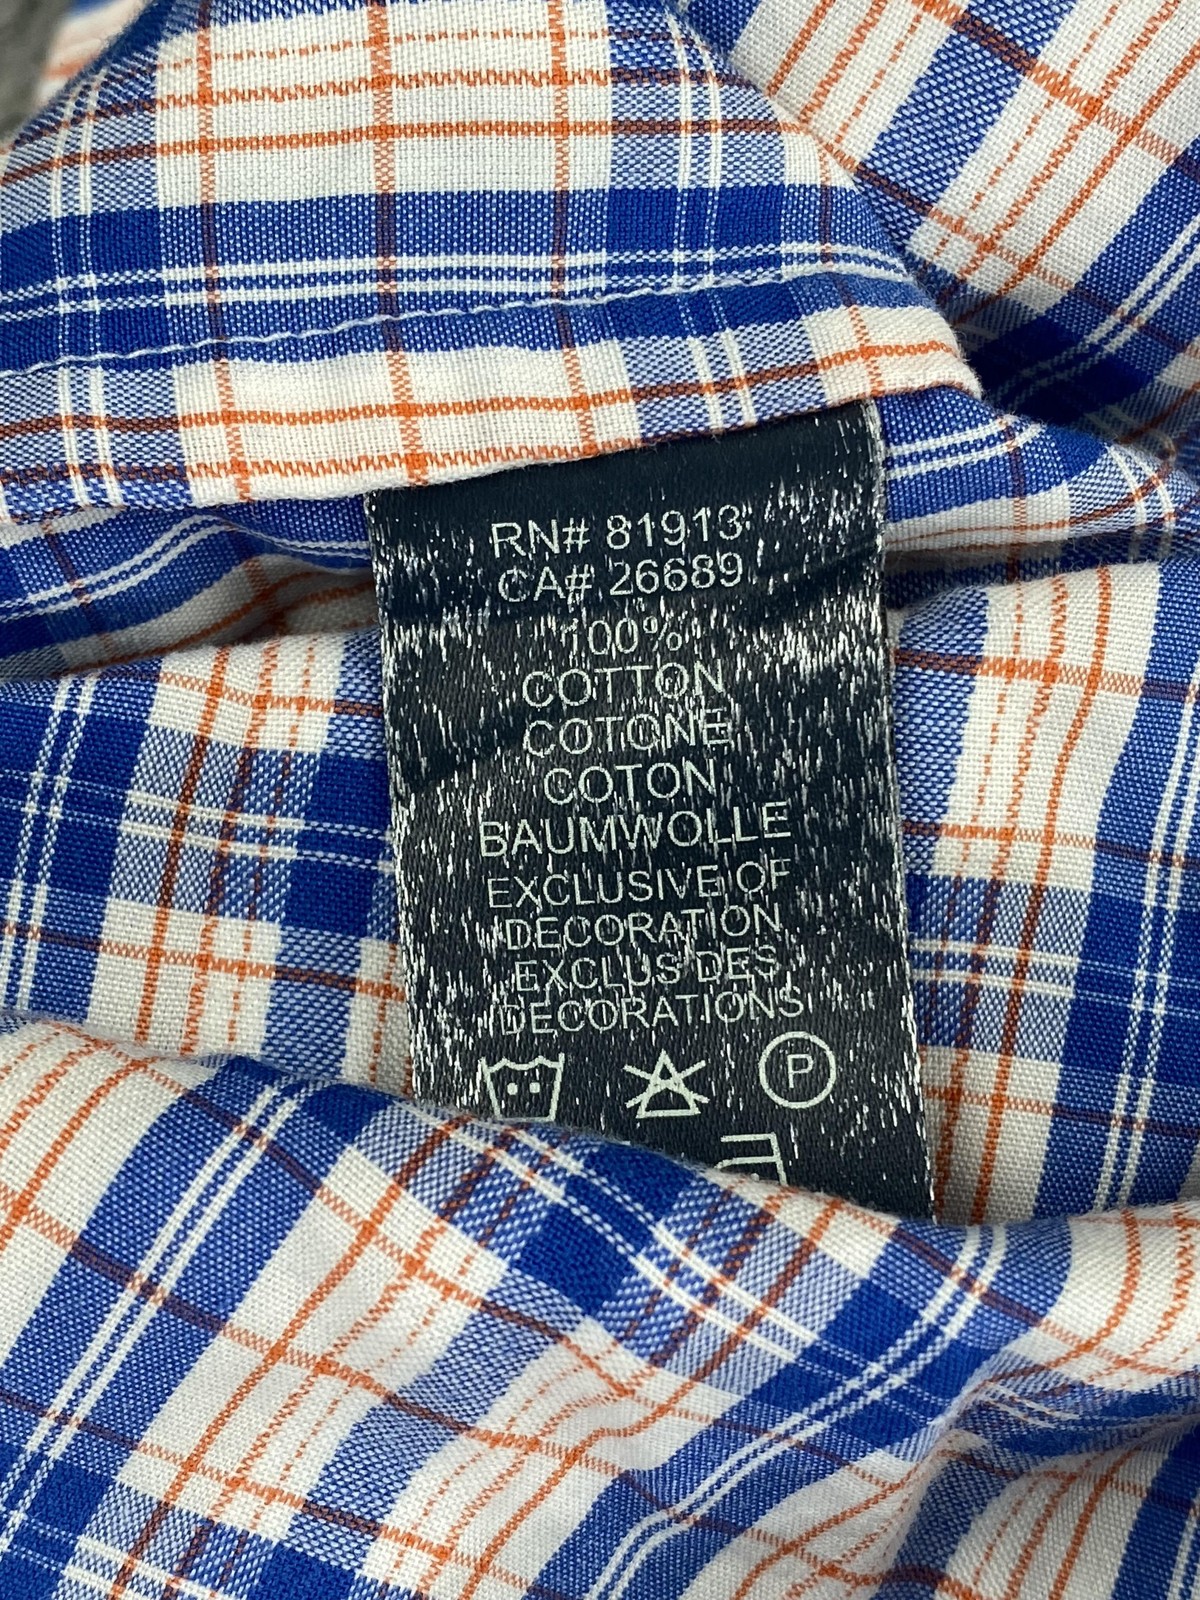 RN# 81913
CA# 26689
100%
COTTON
COTONE
COTON
BAUMWOLLE
EXCLUSIVE OF
DECORATION
EXCLUS DES
DECORATIONS
P